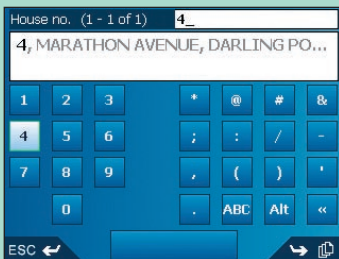 House no. (1 - 1 of 1) 4_
4, MARATHON AVENUE, DARLING PO...
1 2 3 * @ # &
4 5 6 ; : / -
7 8 9 , ( ) '
0 . ABC Alt «
ESC